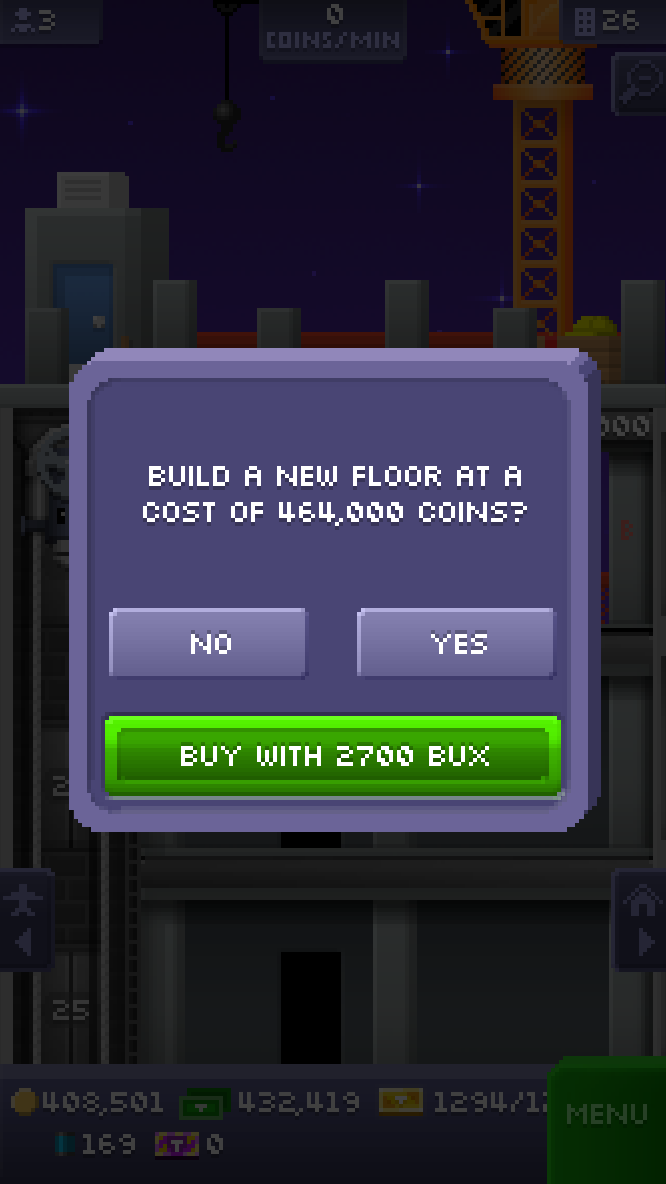 3
0
COINS/MIN
26
000
BUILD A NEW FLOOR AT A
COST OF 464,000 COINS?
NO
YES
BUY WITH 2700 BUX
25
408,501
432,419
1294/1
MENU
169
T
0